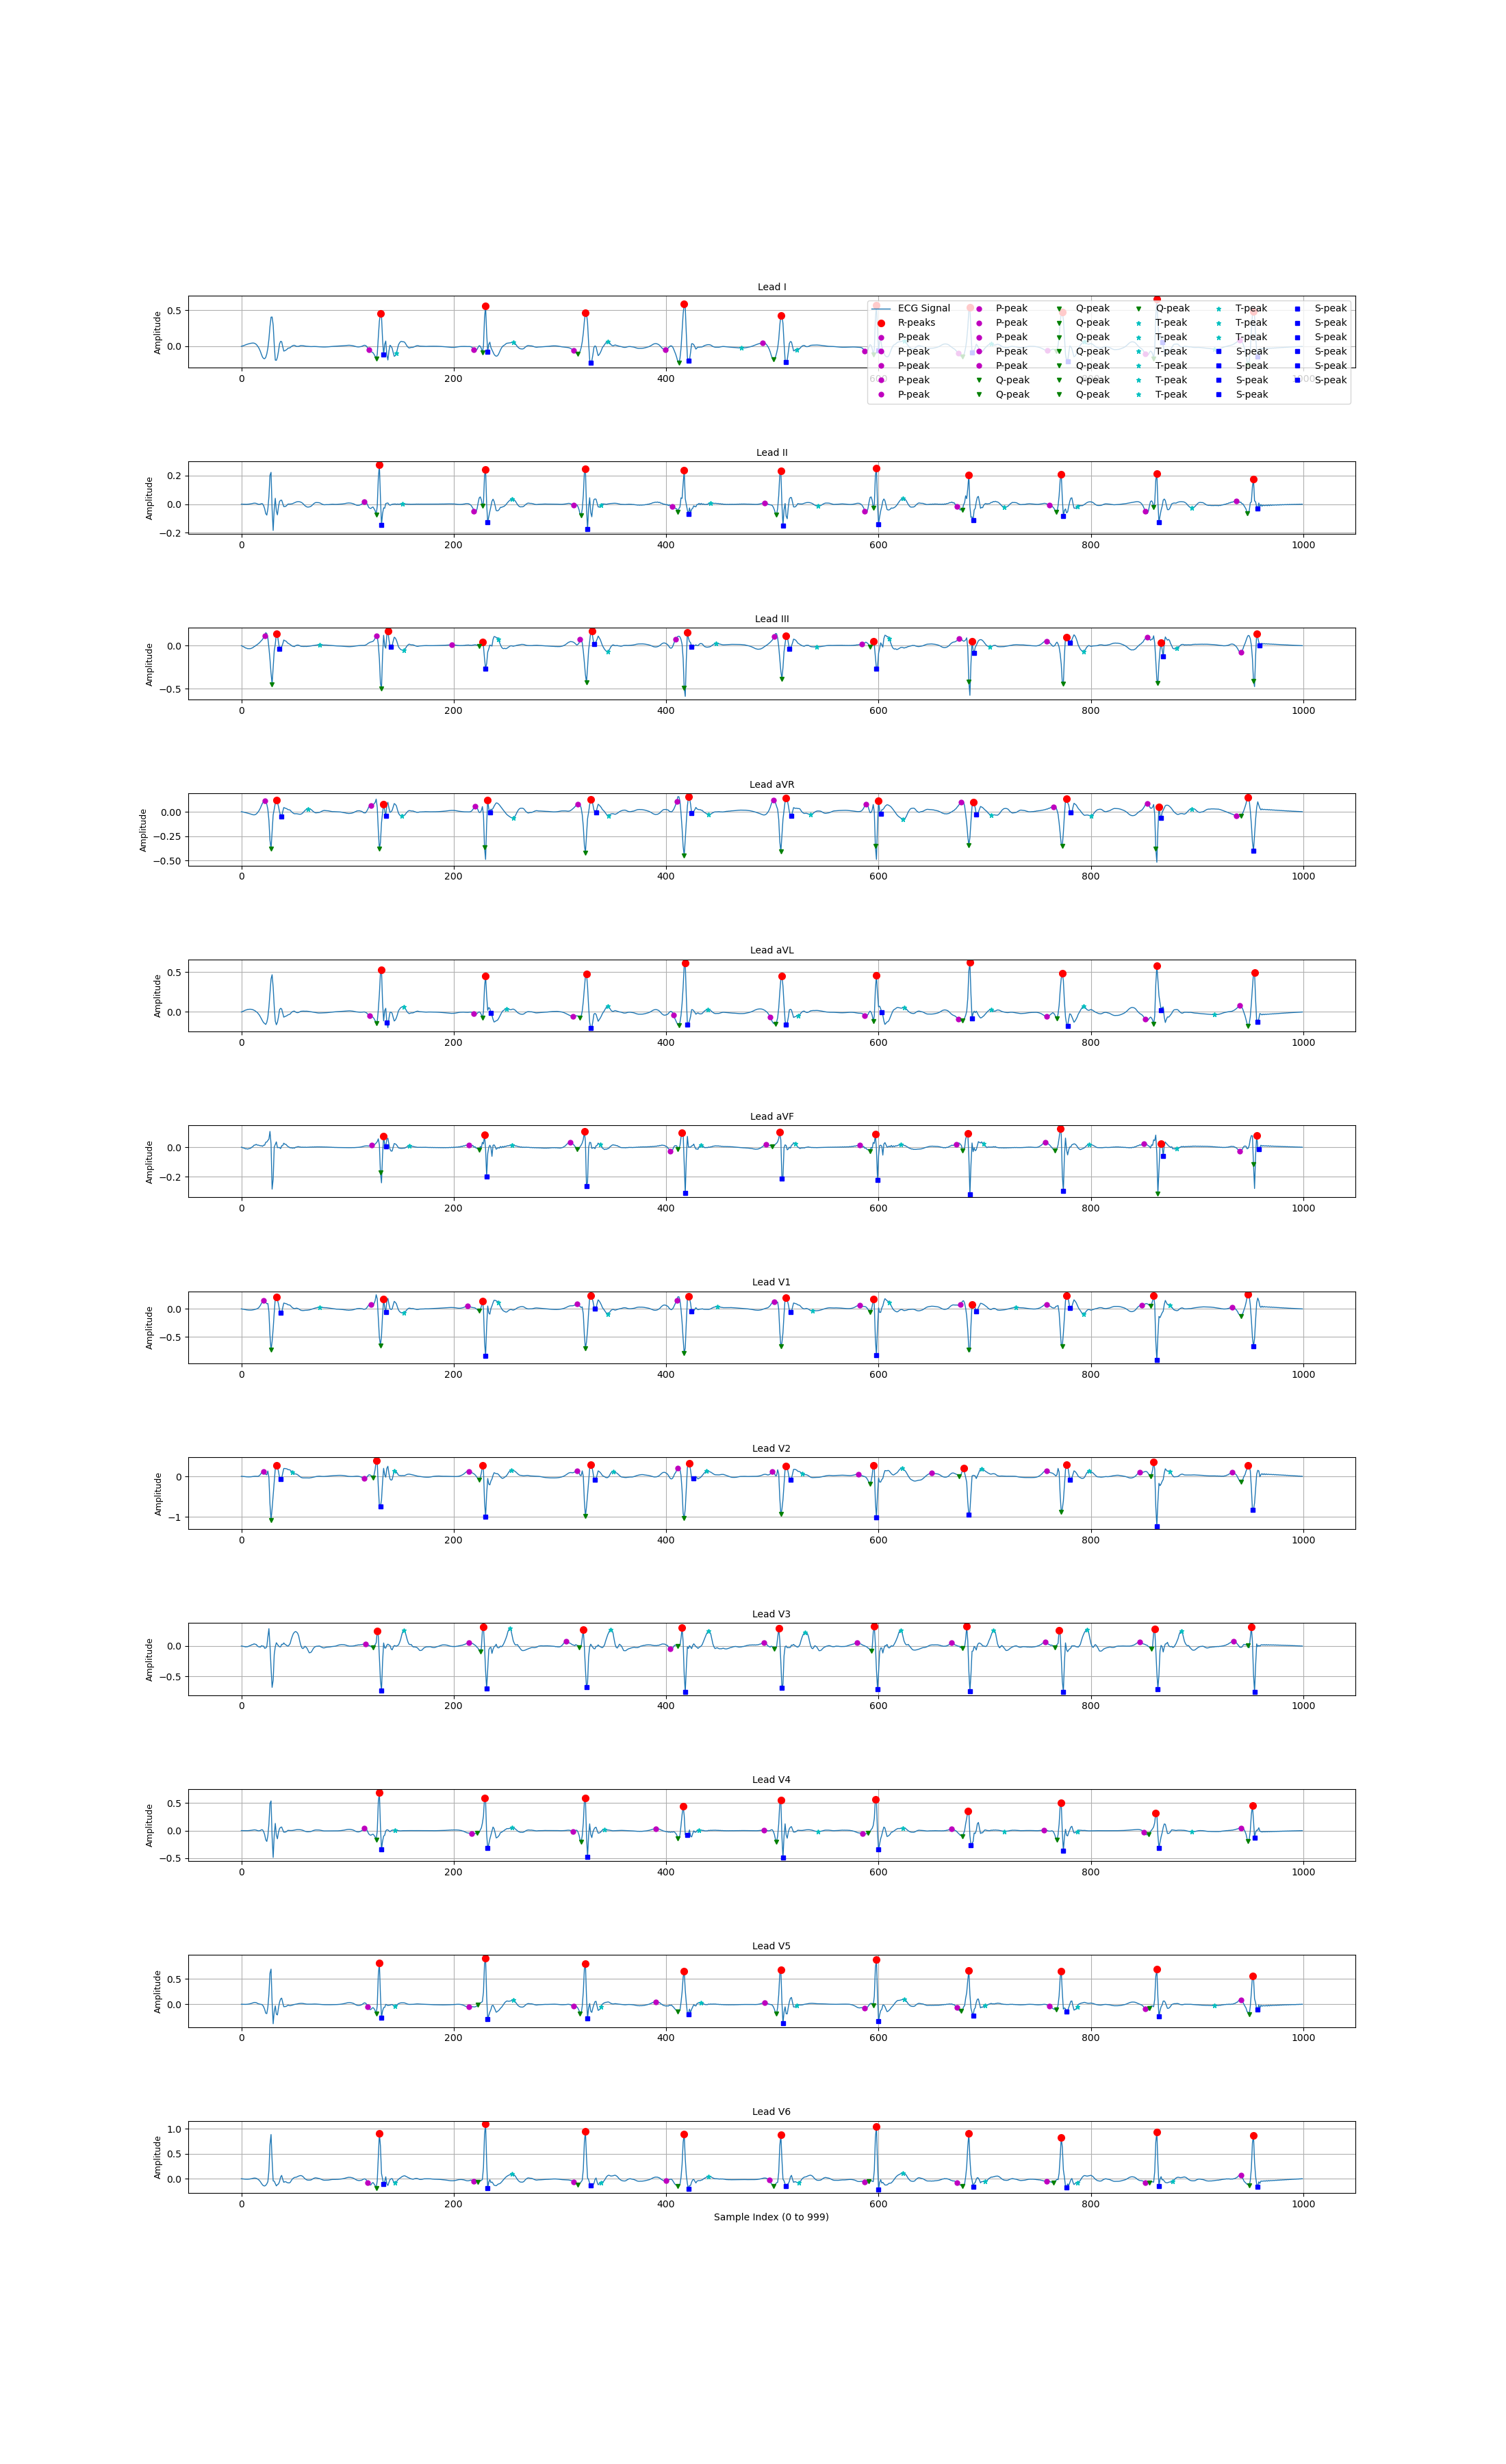 Lead I
Amplitude
0.5
0.0
ECG Signal P-peak Q-peak Q-peak T-peak S-peak
R-peaks P-peak Q-peak T-peak T-peak S-peak
P-peak P-peak Q-peak T-peak T-peak S-peak
P-peak P-peak Q-peak T-peak S-peak S-peak
P-peak P-peak Q-peak T-peak S-peak S-peak
P-peak Q-peak Q-peak T-peak S-peak S-peak
P-peak Q-peak Q-peak T-peak S-peak
0 200 400 600 800 1000
Lead II
Amplitude
0.2
0.0
−0.2
0 200 400 600 800 1000
Lead III
Amplitude
0.0
−0.5
0 200 400 600 800 1000
Lead aVR
Amplitude
0.00
−0.25
−0.50
0 200 400 600 800 1000
Lead aVL
Amplitude
0.5
0.0
0 200 400 600 800 1000
Lead aVF
Amplitude
0.0
−0.2
0 200 400 600 800 1000
Lead V1
Amplitude
0.0
−0.5
0 200 400 600 800 1000
Lead V2
Amplitude
0
−1
0 200 400 600 800 1000
Lead V3
Amplitude
0.0
−0.5
0 200 400 600 800 1000
Lead V4
Amplitude
0.5
0.0
−0.5
0 200 400 600 800 1000
Lead V5
Amplitude
0.5
0.0
0 200 400 600 800 1000
Lead V6
Amplitude
1.0
0.5
0.0
0 200 400 600 800 1000
Sample Index (0 to 999)